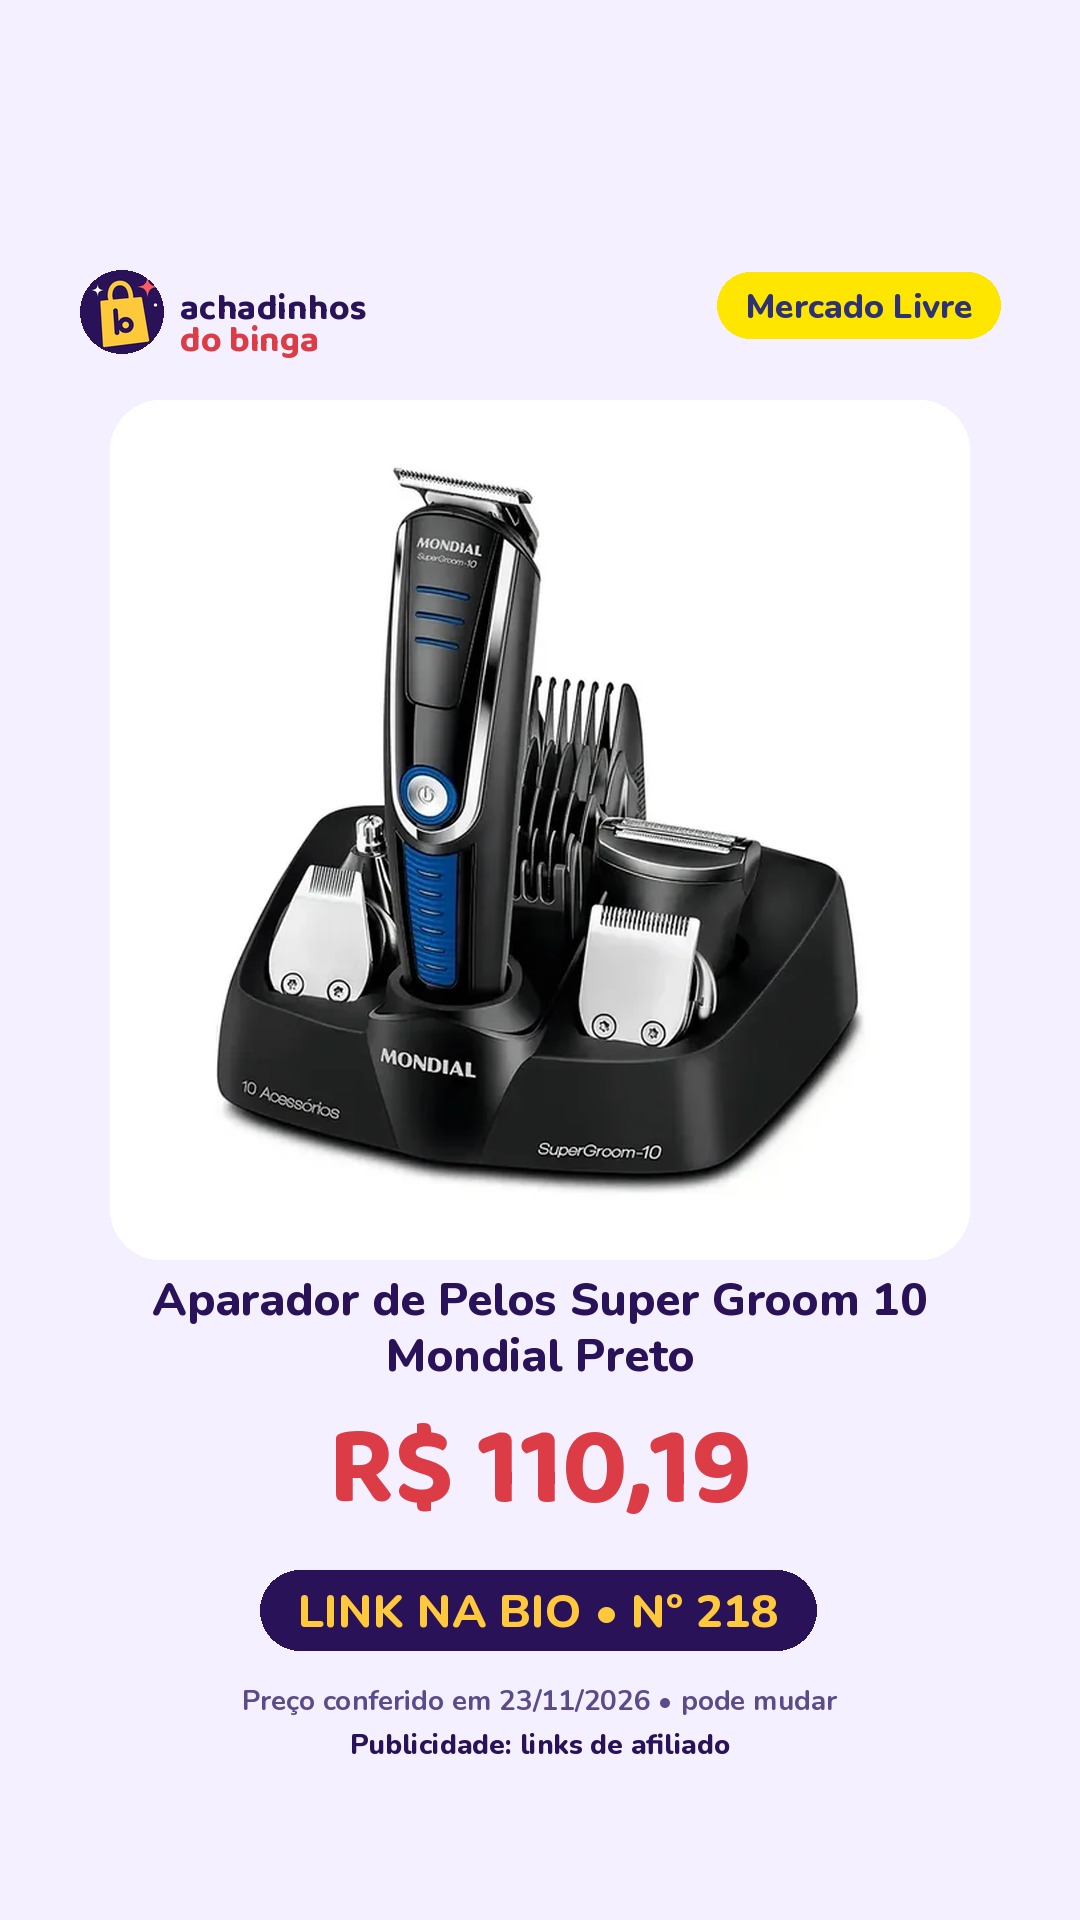 b
achadinhos
do binga
Mercado Livre
MONDIAL
SuperGroom-10
MONDIAL
10 Acessórios
SuperGroom-10
Aparador de Pelos Super Groom 10
Mondial Preto
R$ 110,19
LINK NA BIO • Nº 218
Preço conferido em 23/11/2026 • pode mudar
Publicidade: links de afiliado